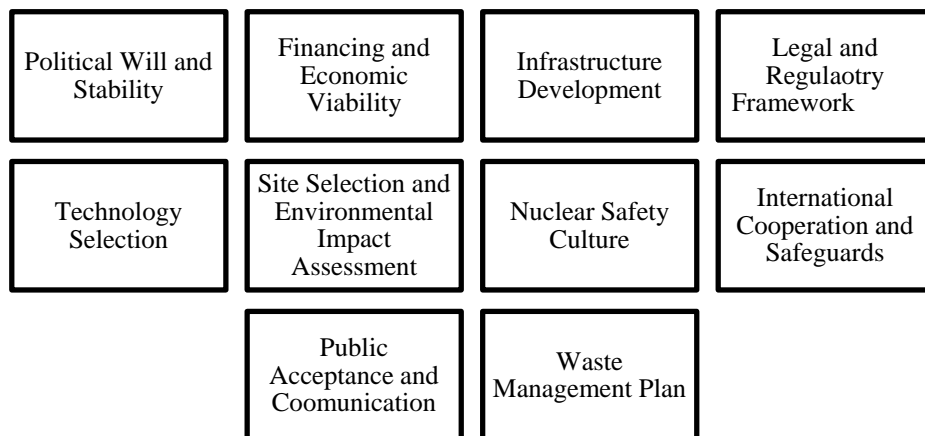 Political Will and
Stability
Financing and
Economic
Viability
Infrastructure
Development
Legal and
Regulaotry
Framework
Technology
Selection
Site Selection and
Environmental
Impact
Assessment
Nuclear Safety
Culture
International
Cooperation and
Safeguards
Public
Acceptance and
Coomunication
Waste
Management Plan